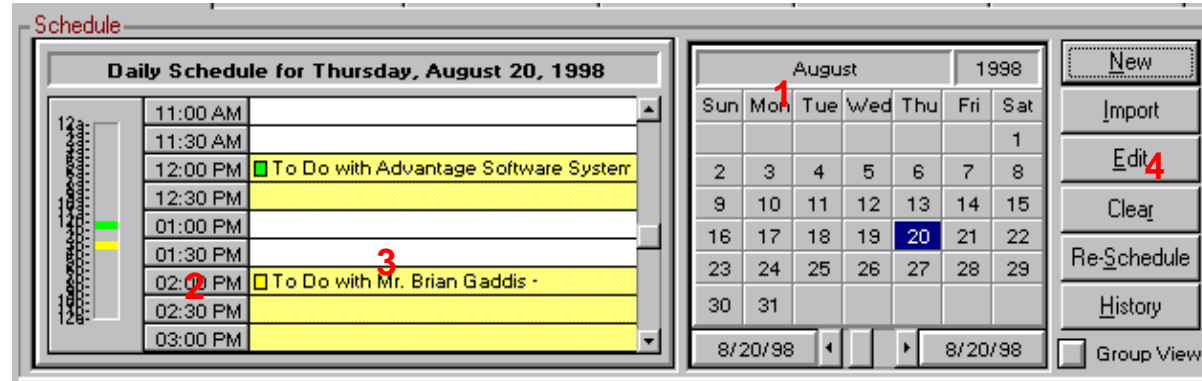 Schedule
Daily Schedule for Thursday, August 20, 1998
11:00 AM
11:30 AM
12:00 PM To Do with Advantage Software System
12:30 PM
01:00 PM
01:30 PM
3
02:00 PM To Do with Mr. Brian Gaddis -
2
02:30 PM
03:00 PM
August 1998
1
Sun Mon Tue Wed Thu Fri Sat
1
2 3 4 5 6 7 8
9 10 11 12 13 14 15
16 17 18 19 20 21 22
23 24 25 26 27 28 29
30 31
8/20/98 8/20/98
New
Import
Edit
4
Clear
Re-Schedule
History
Group View